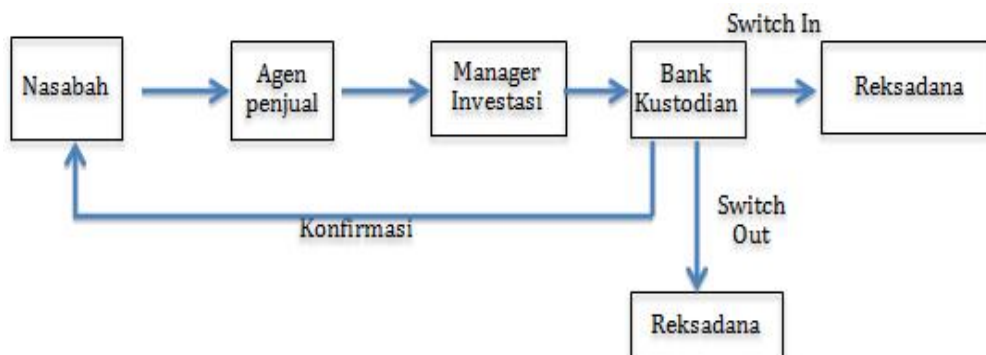 Switch In
Nasabah
Agen
penjual
Manager
Investasi
Bank
Kustodian
Reksadana
Konfirmasi
Switch
Out
Reksadana